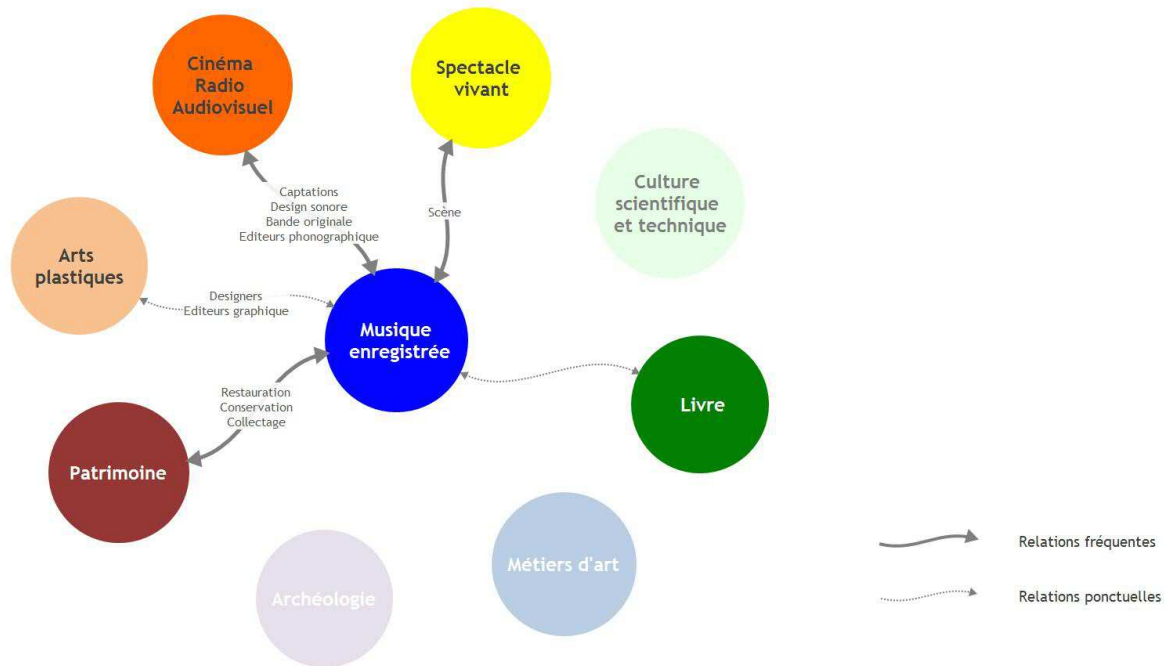 Cinéma
Radio
Audiovisuel
Spectacle
vivant
Culture
scientifique
et technique
Captations
Design sonore
Bande originale
Editeurs phonographique
Scène
Arts
plastiques
Designers
Editeurs graphique
Musique
enregistrée
Restauration
Conservation
Collectage
Livre
Patrimoine
Métiers d'art
Archéologie
Relations fréquentes
Relations ponctuelles